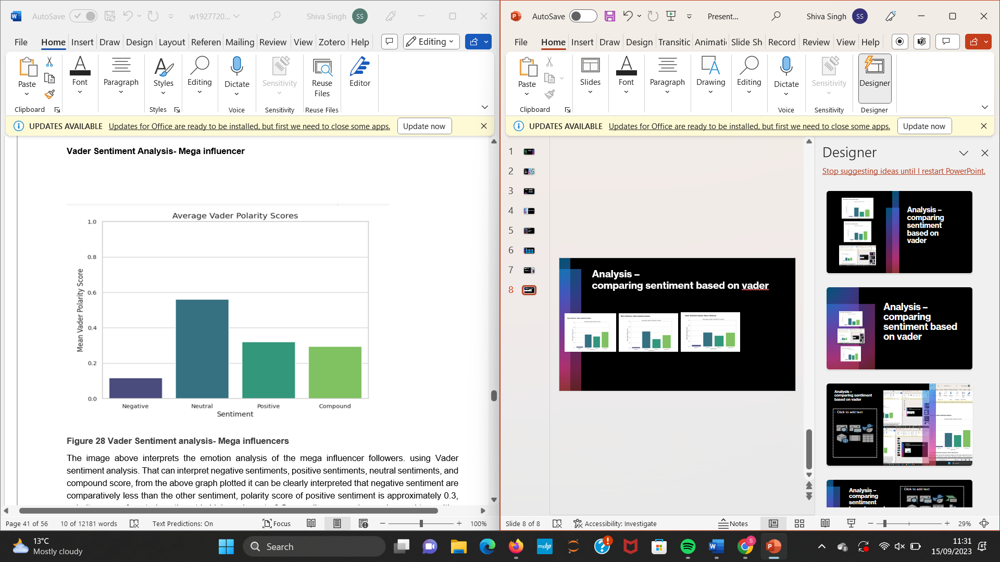 AutoSave
w1927720...
Shiva Singh
SS
File Home Insert Draw Design Layout Referen Mailing Review View Zotero Help
Editing
Paste
Font
Paragraph
Styles
Editing
Dictate
Sensitivity
Reuse Files
Editor
Clipboard
Styles
Voice
Sensitivity
Reuse Files
UPDATES AVAILABLE Updates for Office are ready to be installed, but first we need to close some apps. Update now
Vader Sentiment Analysis- Mega influencer
Average Vader Polarity Scores
1.0
0.8
0.6
0.4
0.2
0.0
Mean Vader Polarity Score
Negative Neutral Positive Compound
Sentiment
Figure 28 Vader Sentiment analysis- Mega influencers
The image above interprets the emotion analysis of the mega influencer followers. using Vader
sentiment analysis. That can interpret negative sentiments, positive sentiments, neutral sentiments, and
compound score, from the above graph plotted it can be clearly interpreted that negative sentiment are
comparatively less than the other sentiment, polarity score of positive sentiment is approximately 0.3,
Page 41 of 56
10 of 12181 words
Text Predictions: On
Focus
100%
AutoSave
Present...
Shiva Singh
SS
File Home Insert Draw Design Transitic Animati Slide Sh Record Review View Help
Paste
Slides
Font
Paragraph
Drawing
Editing
Dictate
Sensitivity
Designer
Clipboard
Voice
Sensitivity
Designer
UPDATES AVAILABLE Updates for Office are ready to be installed, but first we need to close some apps. Update now
1
2
3
4
5
6
7
8
Analysis –
comparing sentiment based on vader
Designer
Stop suggesting ideas until I restart PowerPoint.
Analysis –
comparing
sentiment
based on
vader
Analysis –
comparing
sentiment based
on vader
Analysis –
comparing sentiment
based on vader
Click to add text
Analysis –
comparing
Click to add text
Slide 8 of 8
Accessibility: Investigate
Notes
29%
13°C
Mostly cloudy
Search
myhp
11:31
15/09/2023